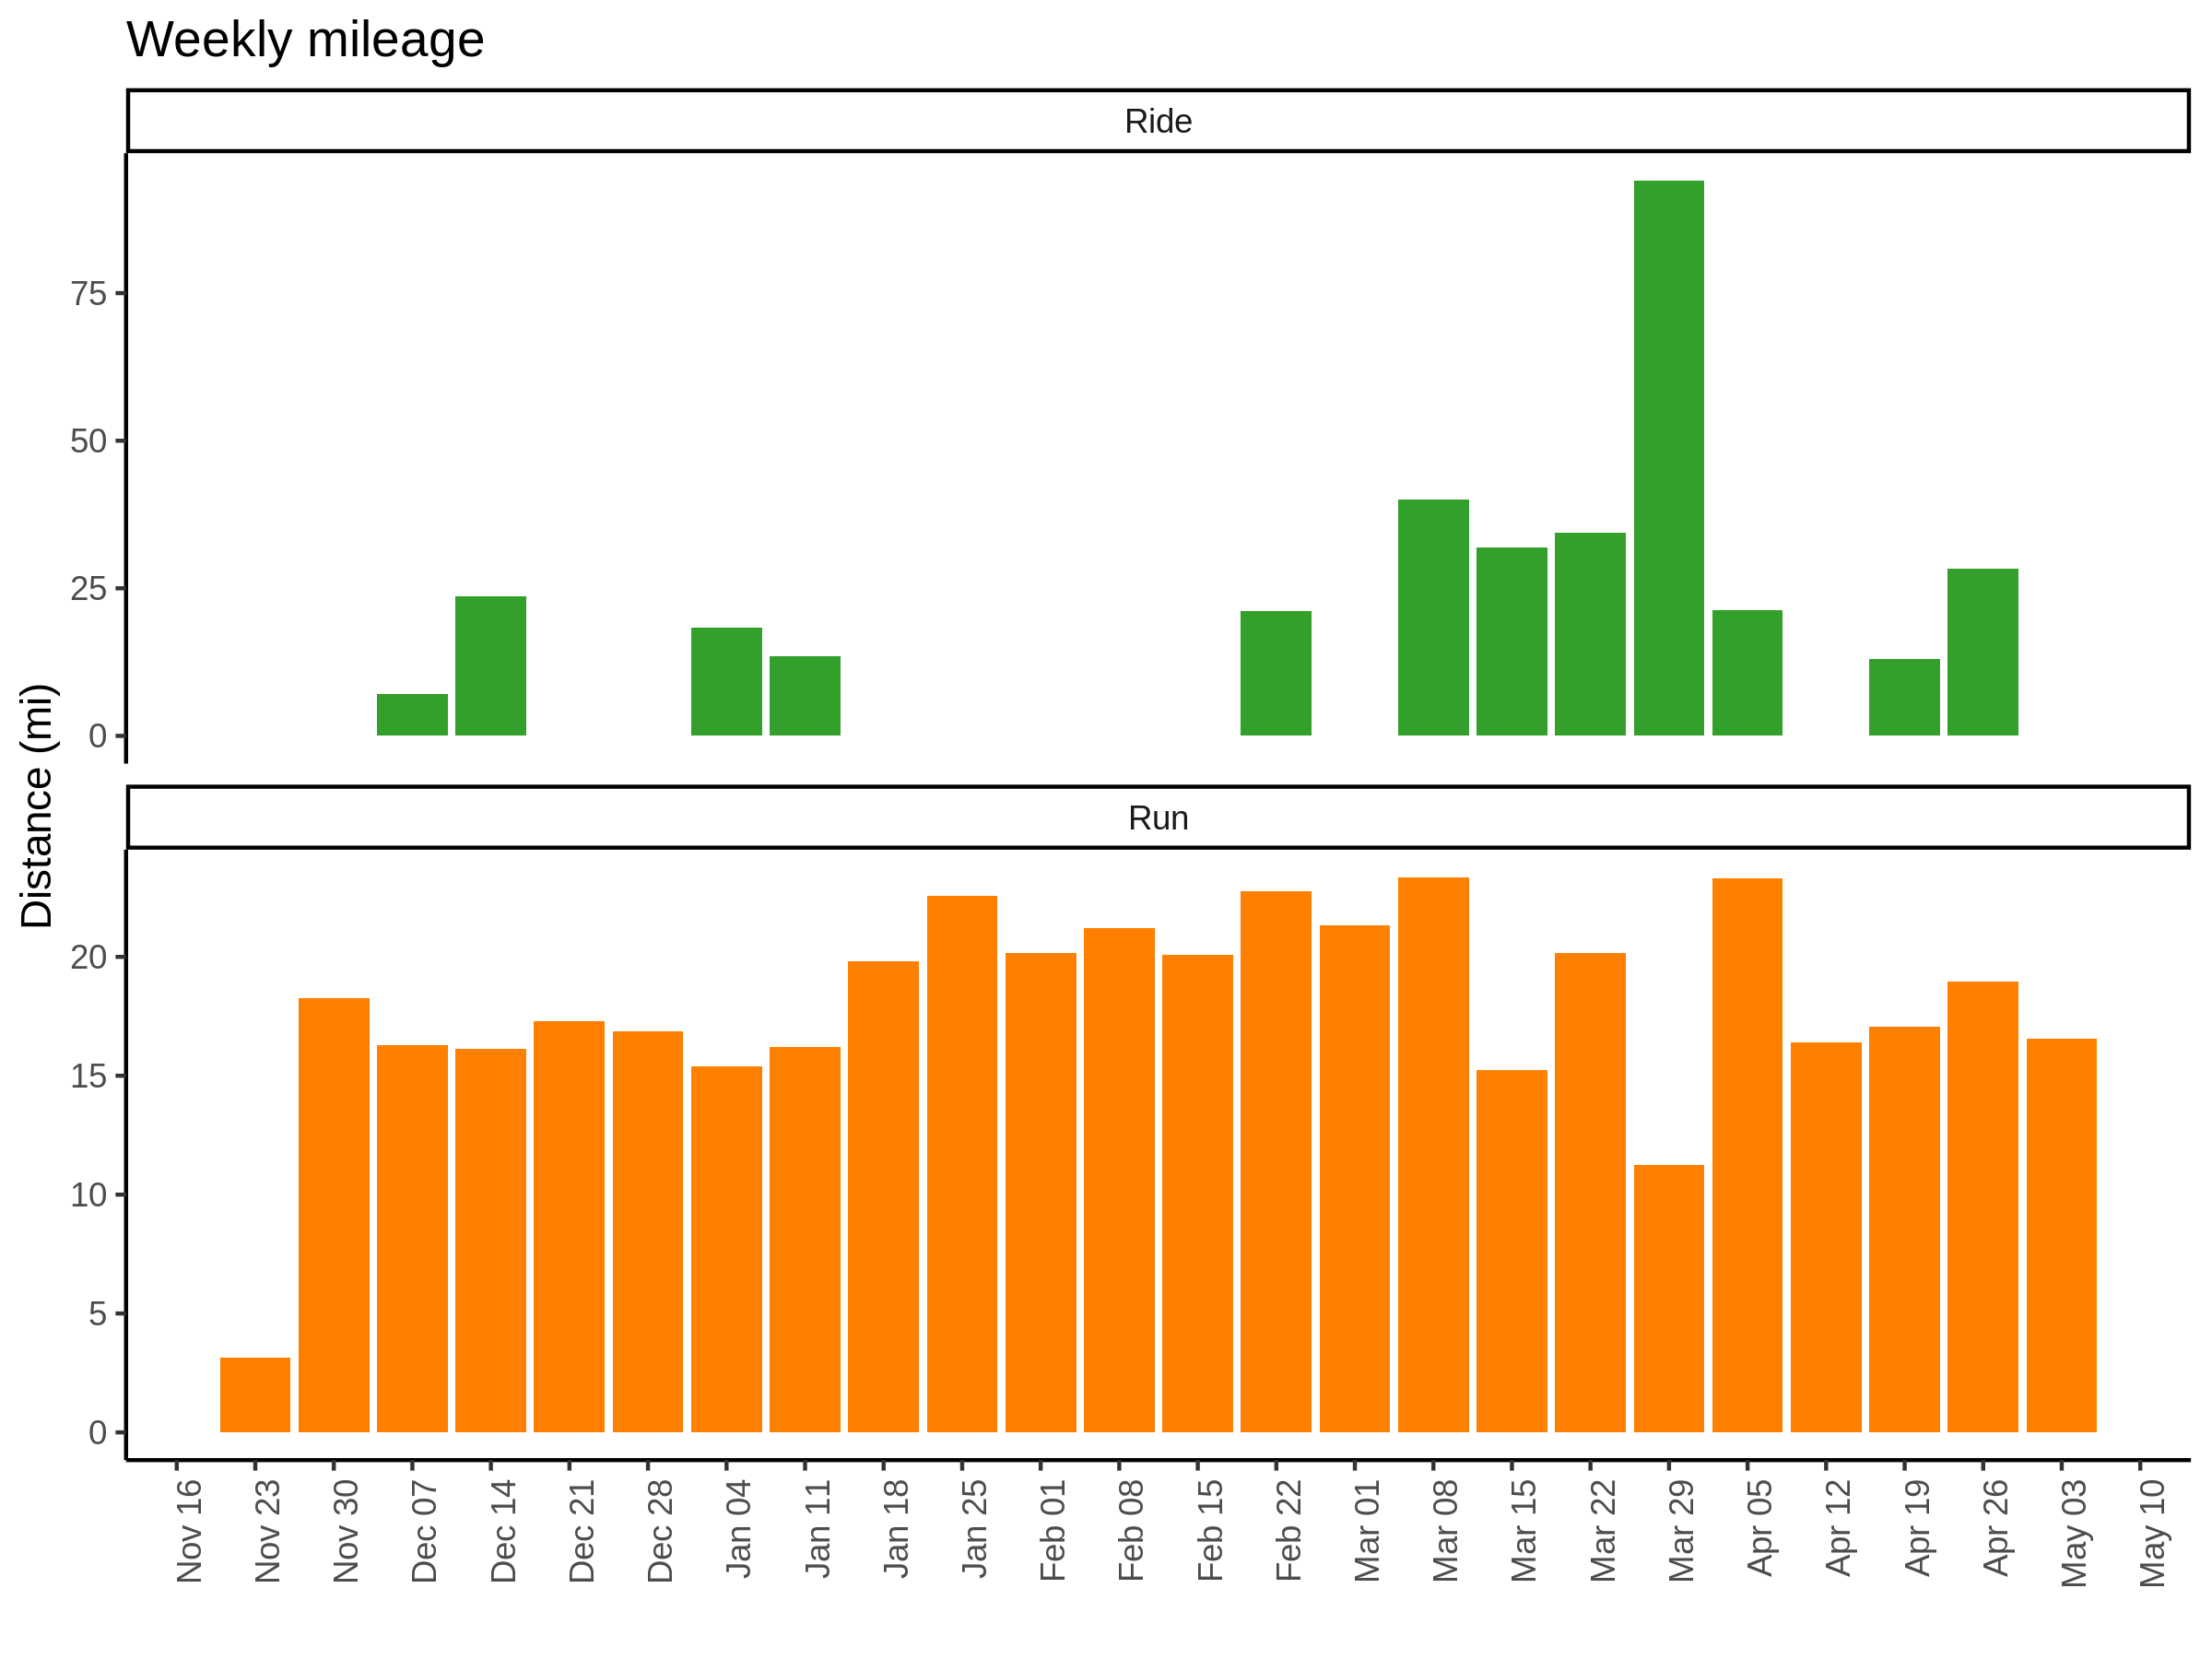 Weekly mileage
Ride
75
50
25
0
Distance (mi)
Run
20
15
10
5
0
Nov 16
Nov 23
Nov 30
Dec 07
Dec 14
Dec 21
Dec 28
Jan 04
Jan 11
Jan 18
Jan 25
Feb 01
Feb 08
Feb 15
Feb 22
Mar 01
Mar 08
Mar 15
Mar 22
Mar 29
Apr 05
Apr 12
Apr 19
Apr 26
May 03
May 10